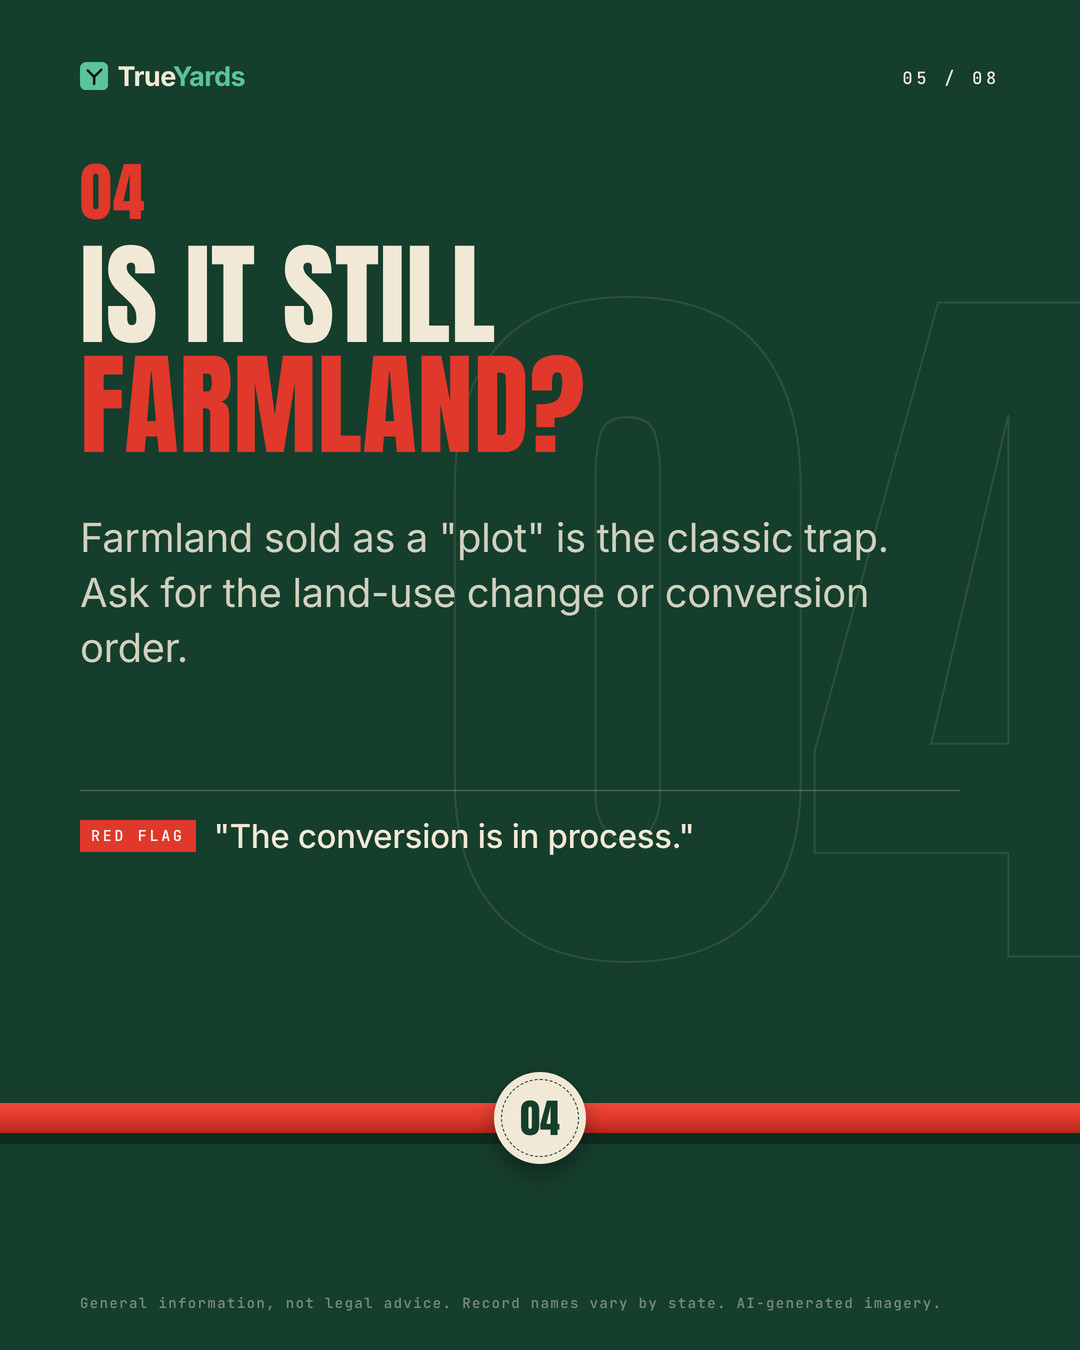 TrueYards
05 / 08
04
IS IT STILL
FARMLAND?
Farmland sold as a "plot" is the classic trap.
Ask for the land-use change or conversion
order.
RED FLAG "The conversion is in process."
04
04
General information, not legal advice. Record names vary by state. AI-generated imagery.